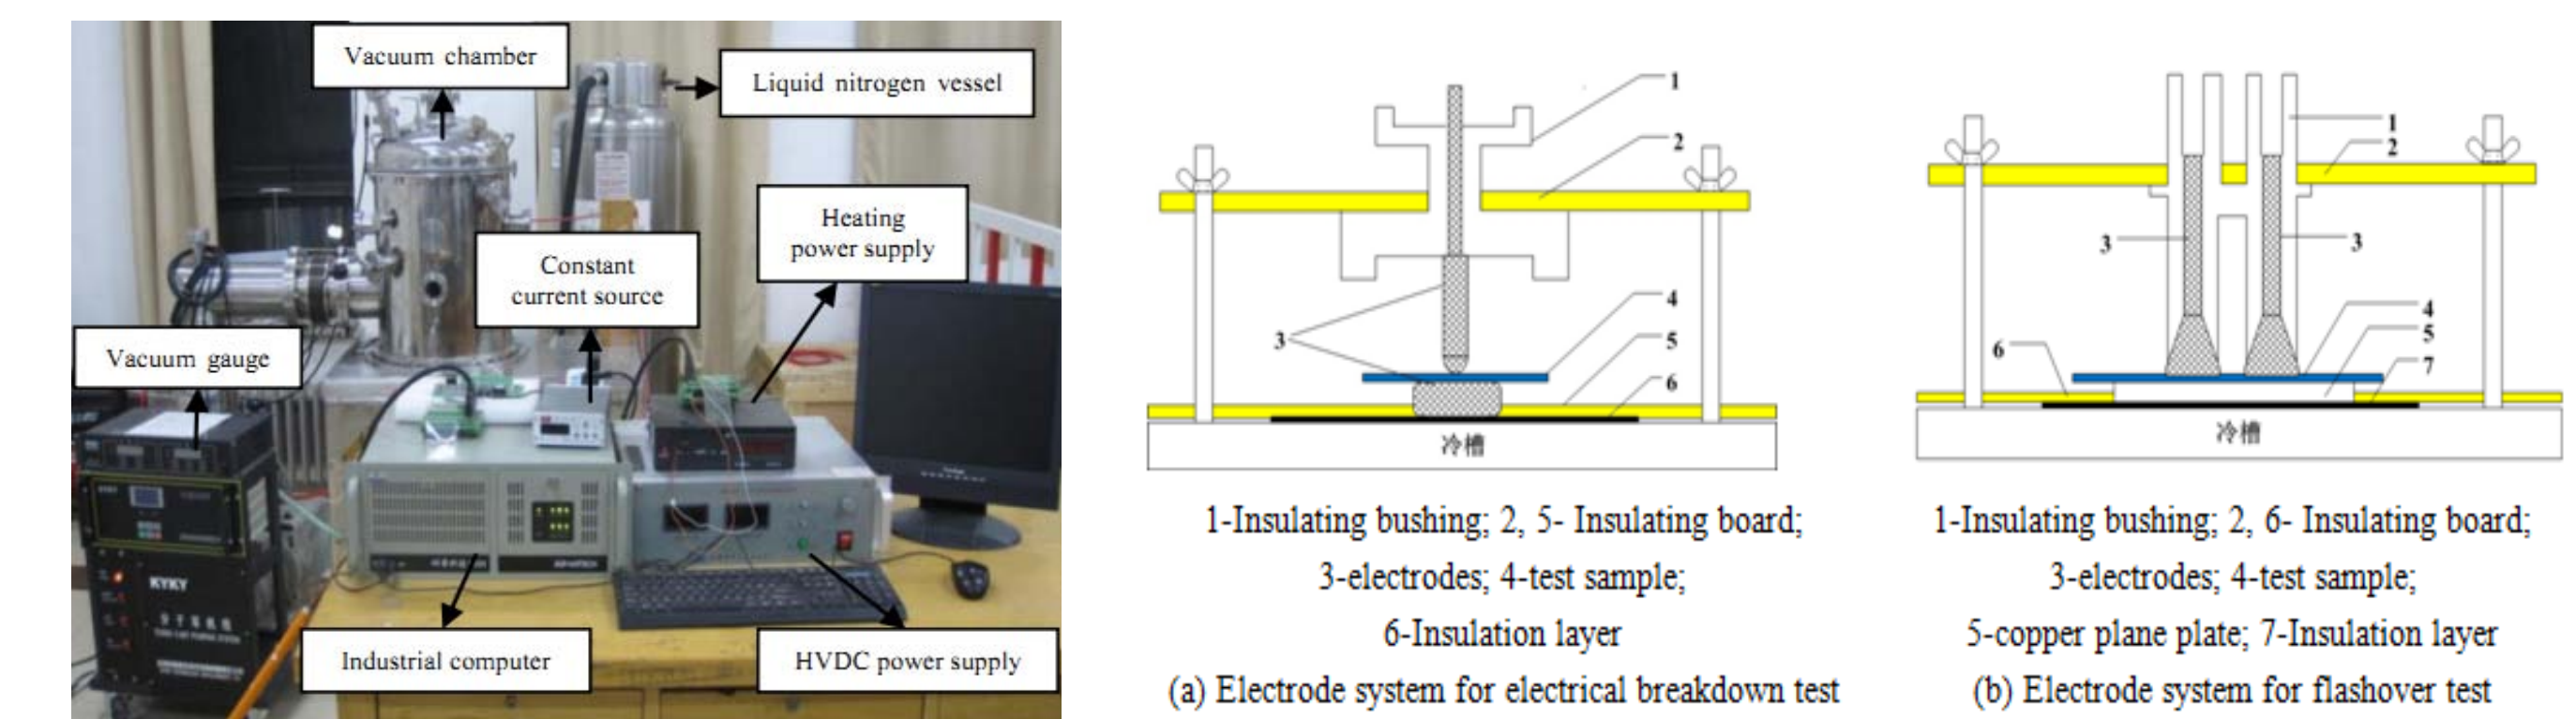 Vacuum chamber
Liquid nitrogen vessel
Heating
power supply
Constant
current source
Vacuum gauge
KYKY
Industrial computer
HVDC power supply
1
2
3
4
5
6
冷槽
1-Insulating bushing; 2, 5- Insulating board;
3-electrodes; 4-test sample;
6-Insulation layer
(a) Electrode system for electrical breakdown test
1
2
3
3
4
5
6
7
冷槽
1-Insulating bushing; 2, 6- Insulating board;
3-electrodes; 4-test sample;
5-copper plane plate; 7-Insulation layer
(b) Electrode system for flashover test